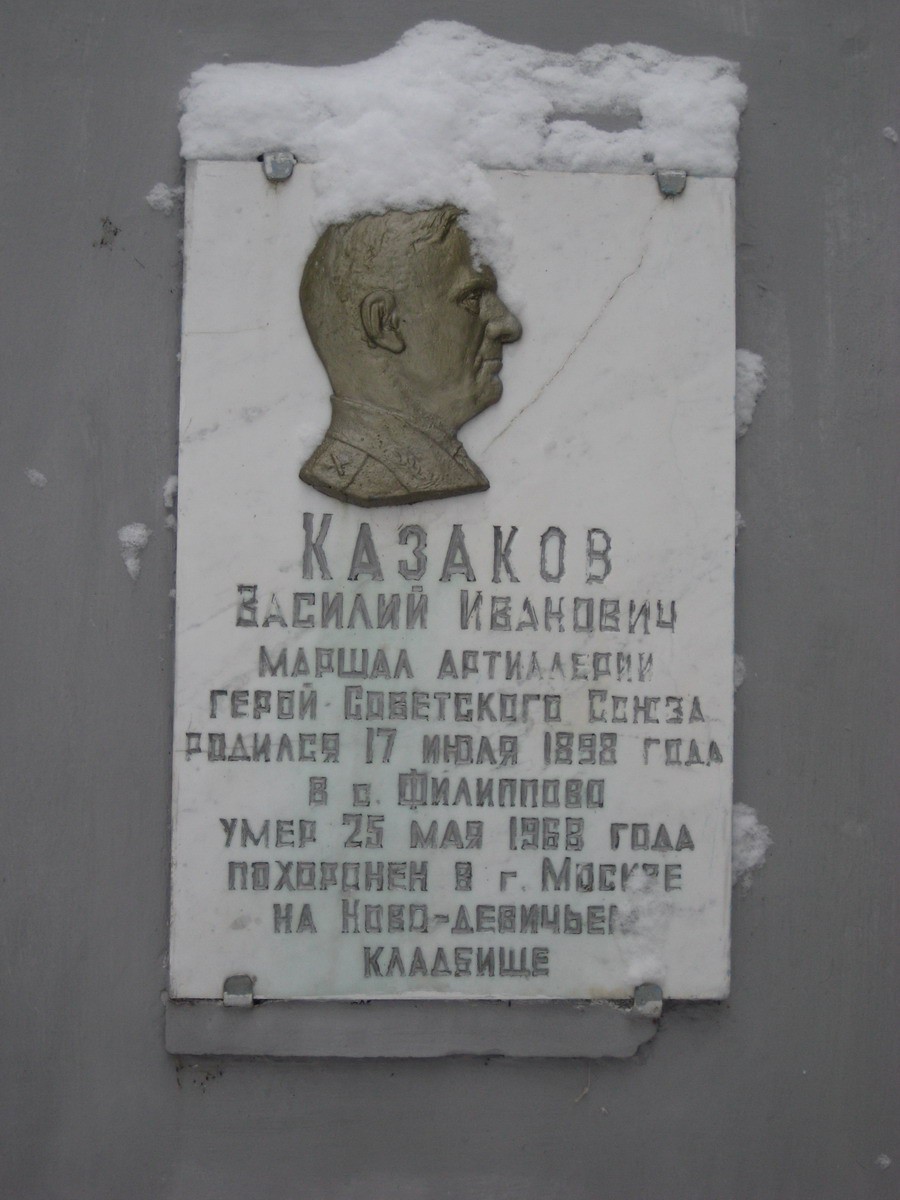 КАЗАКОВ
ВАСИЛИЙ ИВАНОВИЧ
МАРШАЛ АРТИЛЛЕРИИ
ГЕРОЙ СОВЕТСКОГО СОЮЗА
РОДИЛСЯ 17 ИЮЛЯ 1898 ГОДА
В С. ФИЛИППОВО
УМЕР 25 МАЯ 1968 ГОДА
ПОХОРОНЕН В Г. МОСКВЕ
НА НОВО-ДЕВИЧЬЕМ
КЛАДБИЩЕ